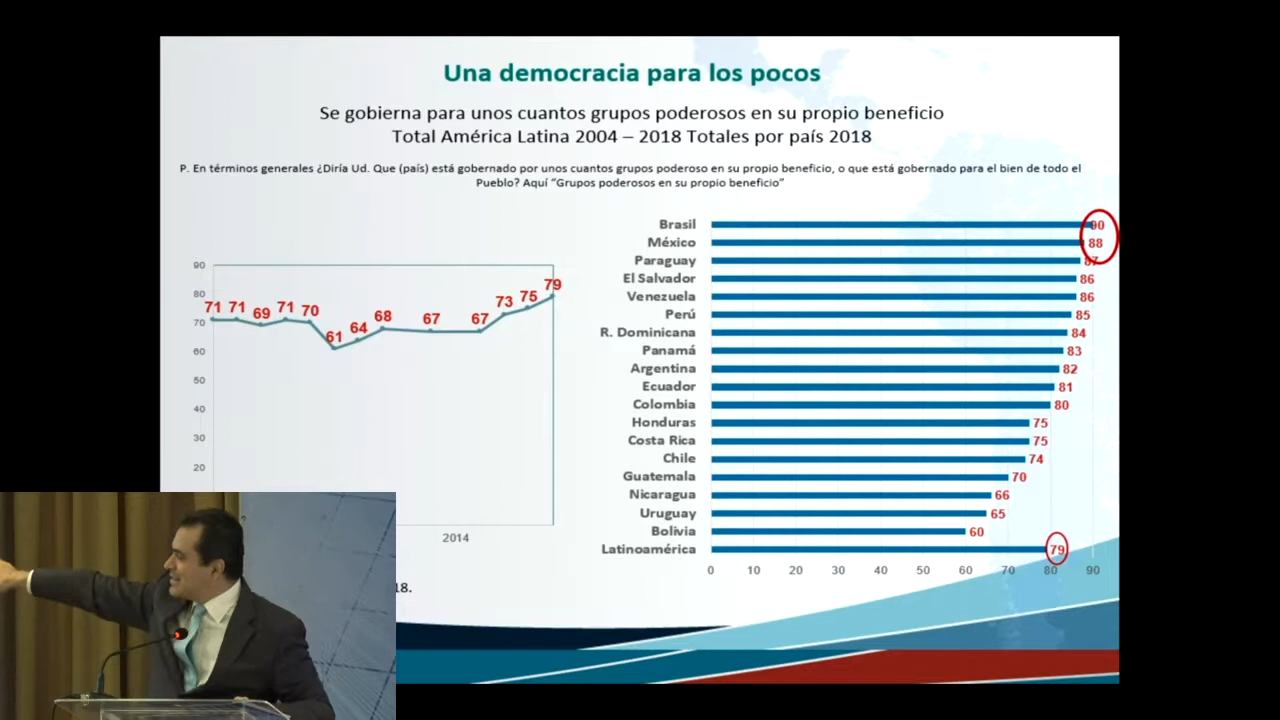 Una democracia para los pocos
Se gobierna para unos cuantos grupos poderosos en su propio beneficio
Total América Latina 2004 – 2018 Totales por país 2018
P. En términos generales ¿Diría Ud. Que (país) está gobernado por unos cuantos grupos poderoso en su propio beneficio, o que está gobernado para el bien de todo el
Pueblo? Aquí “Grupos poderosos en su propio beneficio”
90
80
70
60
50
40
30
20
71 71 69 71 70 61 64 68 67 67 73 75 79
2014
18.
Brasil 90
México 88
Paraguay 87
El Salvador 86
Venezuela 86
Perú 85
R. Dominicana 84
Panamá 83
Argentina 82
Ecuador 81
Colombia 80
Honduras 75
Costa Rica 75
Chile 74
Guatemala 70
Nicaragua 66
Uruguay 65
Bolivia 60
Latinoamérica 79
0 10 20 30 40 50 60 70 80 90